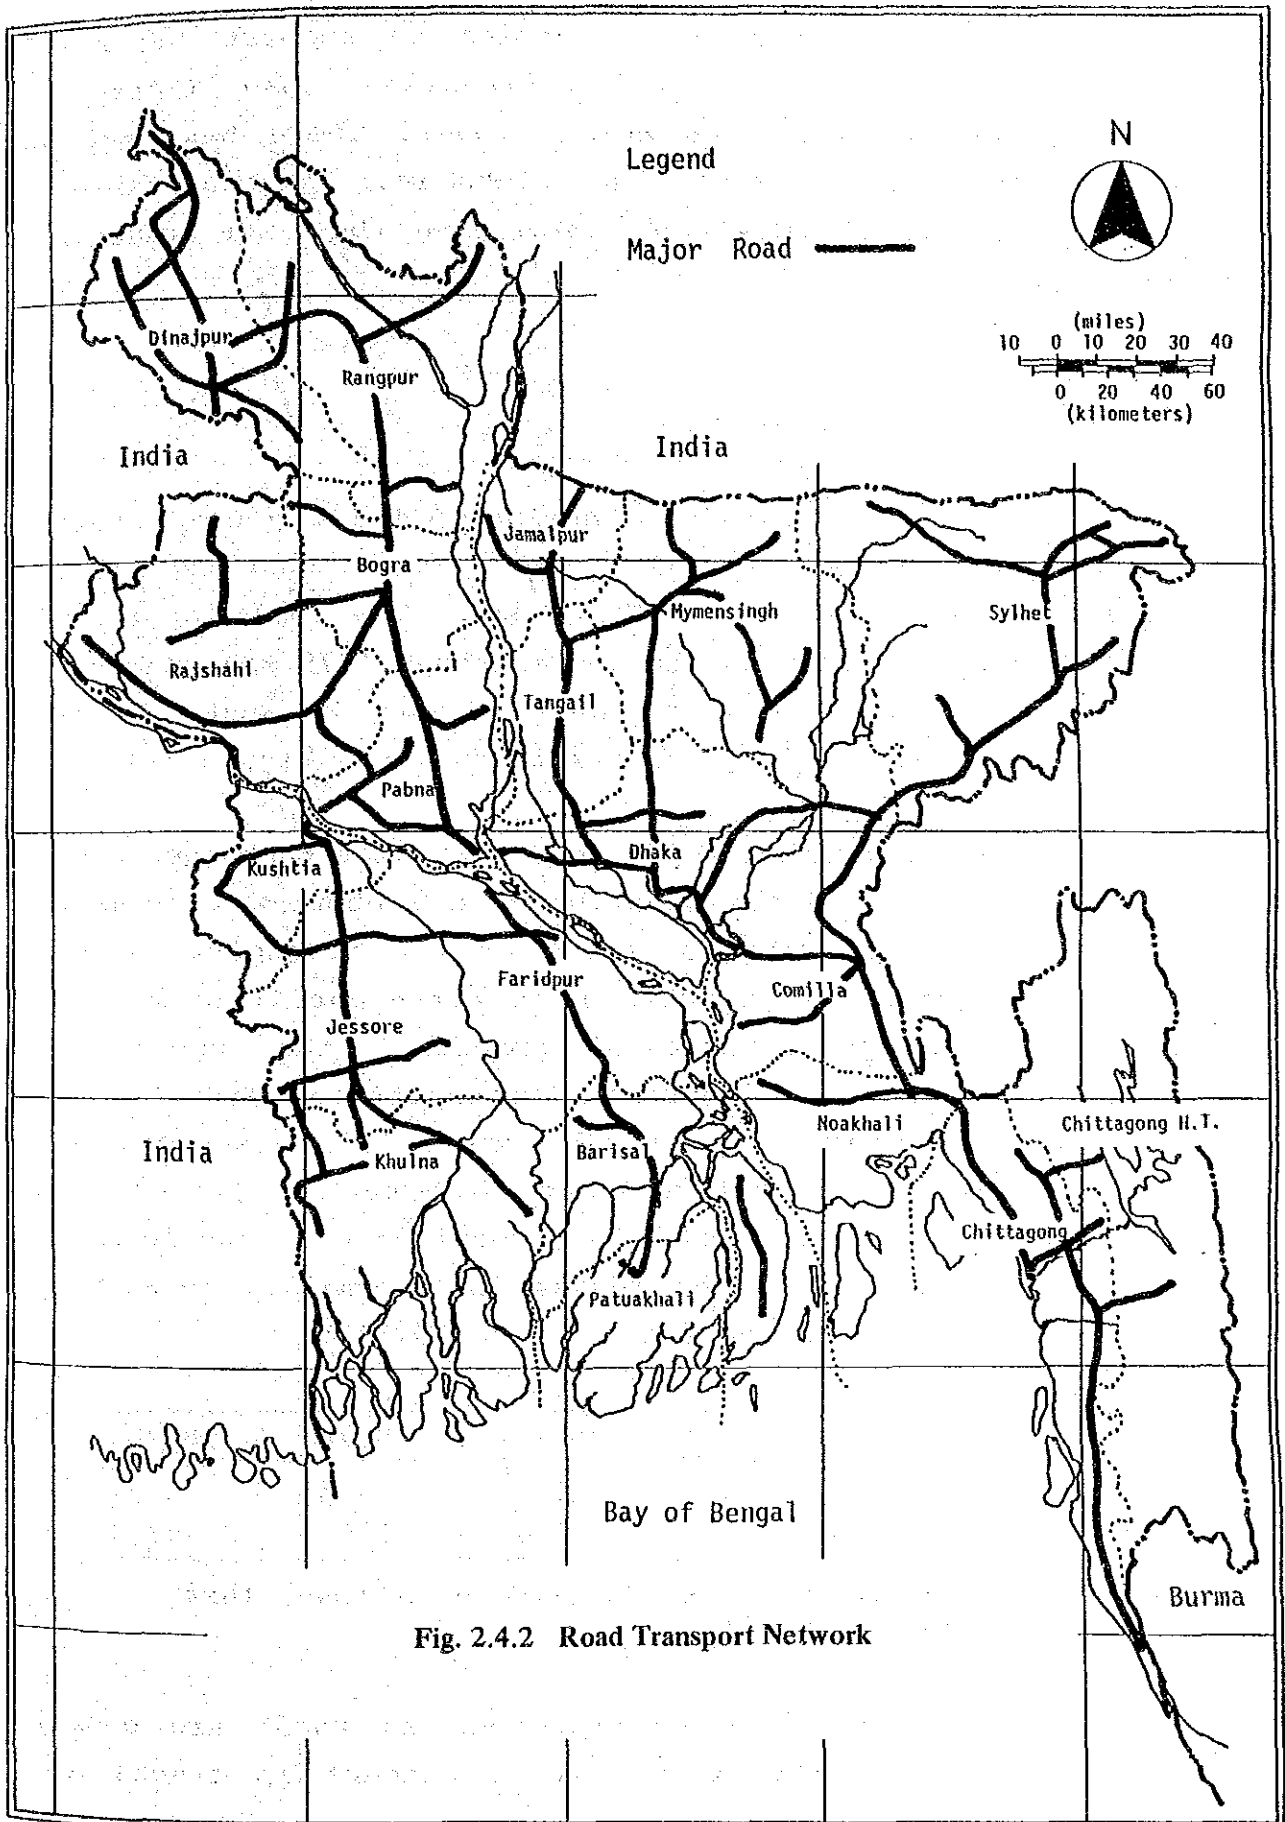 N
Legend
Major Road
(miles)
10 0 10 20 30 40
0 20 40 60
(kilometers)
Dinajpur
Rangpur
India
India
Jamalpur
Bogra
Mymensingh
Sylhet
Rajshahi
Tangail
Pabna
Dhaka
Kushtia
Faridpur
Comilla
Jessore
Noakhali
Chittagong H.T.
India
Khulna
Barisal
Chittagong
Patuakhali
Bay of Bengal
Burma
Fig. 2.4.2 Road Transport Network